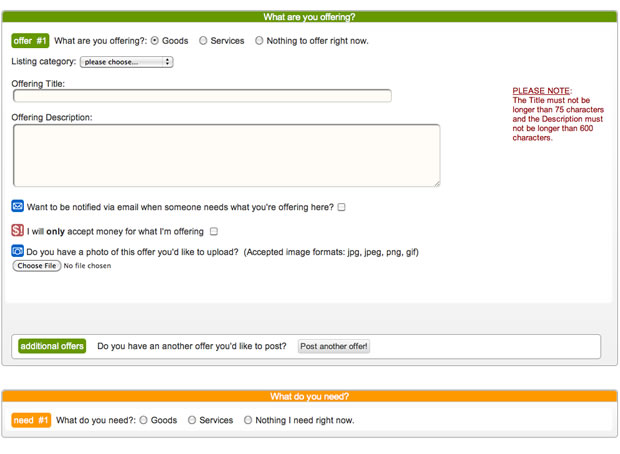 What are you offering?
offer #1 What are you offering?: Goods Services Nothing to offer right now.
Listing category: please choose...
Offering Title:
PLEASE NOTE:
The Title must not be
longer than 75 characters
and the Description must
not be longer than 600
characters.
Offering Description:
Want to be notified via email when someone needs what you're offering here?
$! I will only accept money for what I'm offering
Do you have a photo of this offer you'd like to upload? (Accepted image formats: jpg, jpeg, png, gif)
Choose File No file chosen
additional offers Do you have an another offer you'd like to post? Post another offer!
What do you need?
need #1 What do you need?: Goods Services Nothing I need right now.